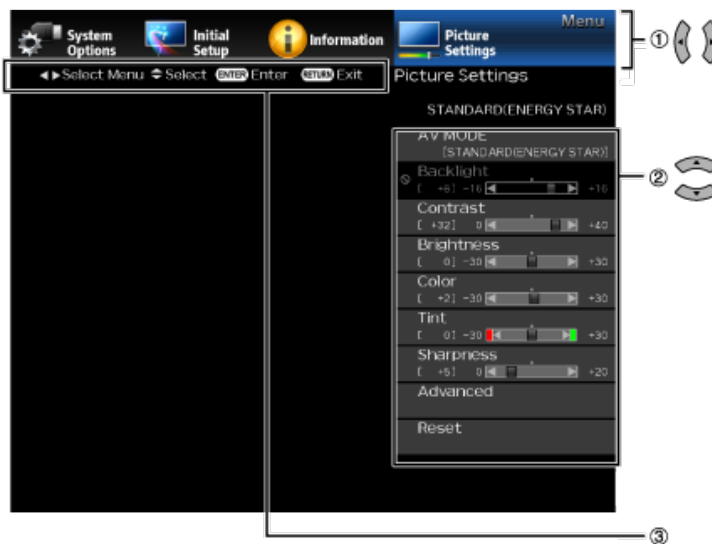 Menu
System Options
Initial Setup
Information
Picture Settings
①
◄►Select Menu ⬍Select ENTER Enter RETURN Exit
Picture Settings
STANDARD(ENERGY STAR)
AV MODE
[STANDARD(ENERGY STAR)]
②
Backlight
[ +6] -16 +16
Contrast
[ +32] 0 +40
Brightness
[ 0] -30 +30
Color
[ +2] -30 +30
Tint
[ 0] -30 +30
Sharpness
[ +5] 0 +20
Advanced
Reset
③